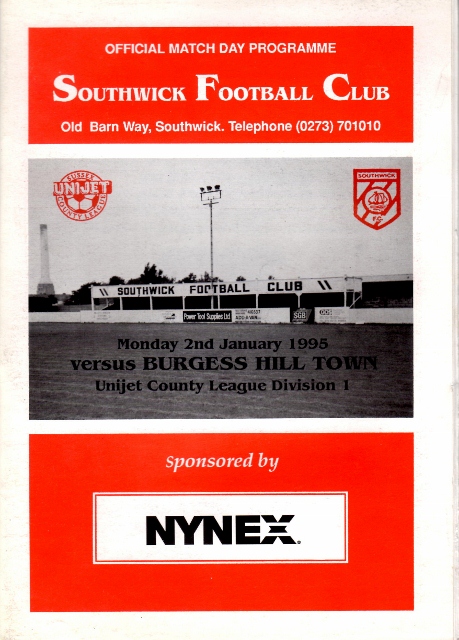 OFFICIAL MATCH DAY PROGRAMME
SOUTHWICK FOOTBALL CLUB
Old Barn Way, Southwick. Telephone (0273) 701010
SUSSEX
UNIJET
COUNTY LEAGUE
SOUTHWICK
F.C.
SOUTHWICK FOOTBALL CLUB
Power Tool Supplies Ltd
SGB
Monday 2nd January 1995
versus BURGESS HILL TOWN
Unijet County League Division 1
Sponsored by
NYNEX